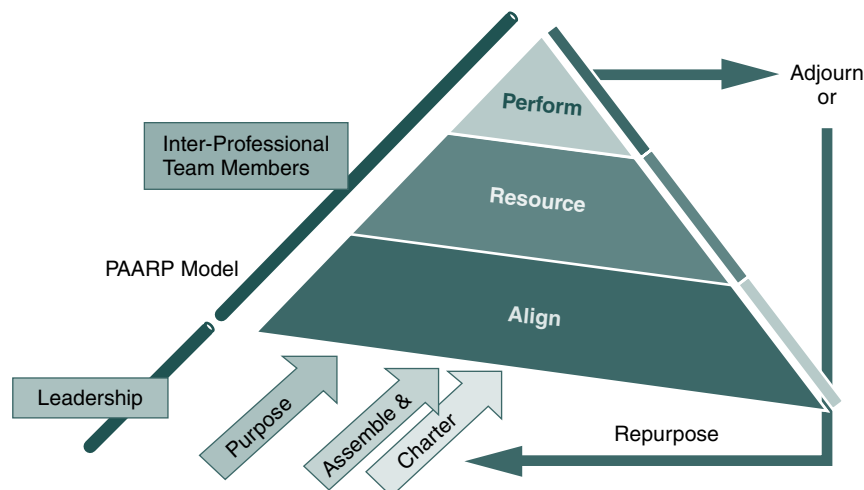 Perform
Adjourn
or
Inter-Professional
Team Members
Resource
PAARP Model
Align
Leadership
Purpose
Assemble &
Charter
Repurpose